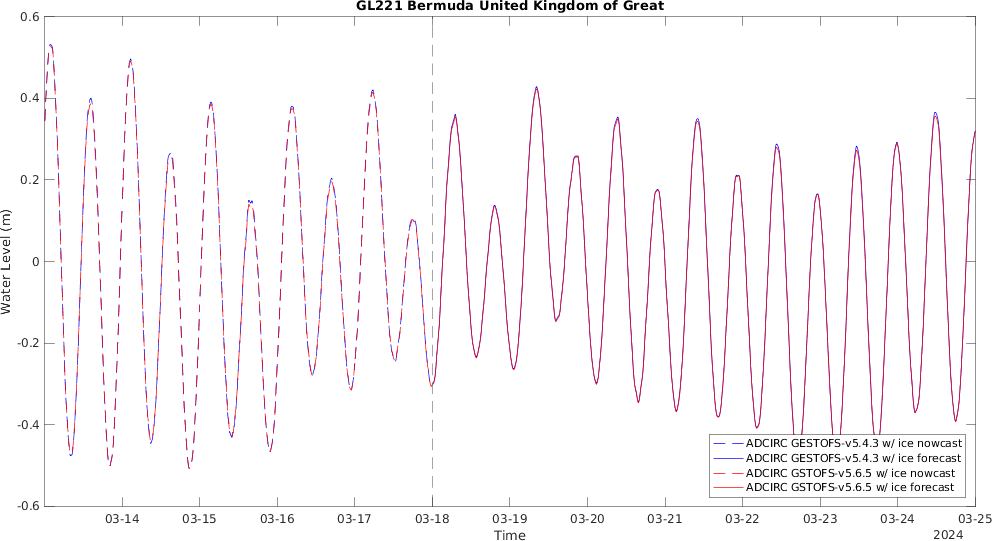 GL221 Bermuda United Kingdom of Great
0.6
0.4
0.2
0
-0.2
-0.4
-0.6
Water Level (m)
03-14 03-15 03-16 03-17 03-18 03-19 03-20 03-21 03-22 03-23 03-24 03-25
Time
2024
ADCIRC GESTOFS-v5.4.3 w/ ice nowcast
ADCIRC GESTOFS-v5.4.3 w/ ice forecast
ADCIRC GSTOFS-v5.6.5 w/ ice nowcast
ADCIRC GSTOFS-v5.6.5 w/ ice forecast